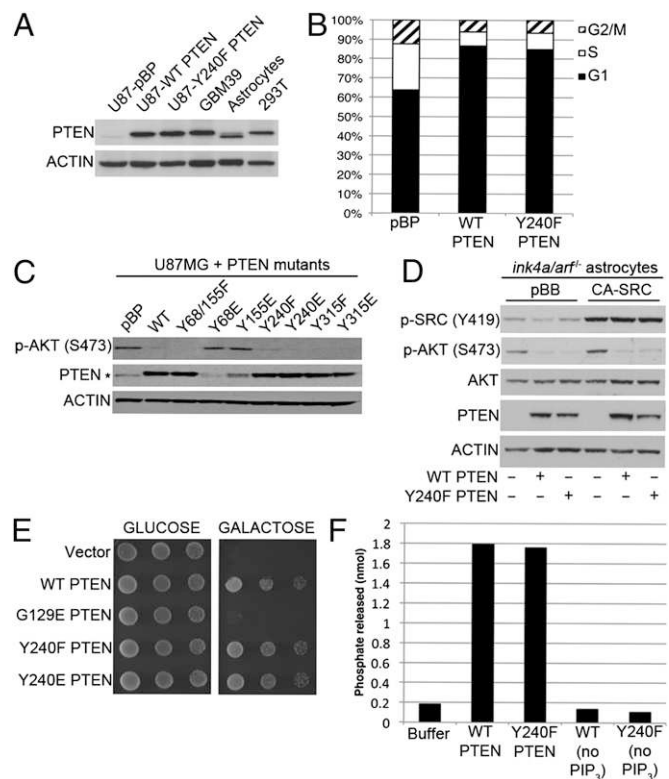 A
U87-pBP
U87-WT PTEN
U87-Y240F PTEN
GBM39
Astrocytes
293T
PTEN
ACTIN
B
100%
90%
80%
70%
60%
50%
40%
30%
20%
10%
0%
pBP
WT
PTEN
Y240F
PTEN
G2/M
S
G1
C
U87MG + PTEN mutants
pBP
WT
Y68/155F
Y68E
Y155E
Y240F
Y240E
Y315F
Y315E
p-AKT (S473)
PTEN *
ACTIN
D
ink4a/arf-/- astrocytes
pBB CA-SRC
p-SRC (Y419)
p-AKT (S473)
AKT
PTEN
ACTIN
WT PTEN – + – – + –
Y240F PTEN – – + – – +
E
GLUCOSE GALACTOSE
Vector
WT PTEN
G129E PTEN
Y240F PTEN
Y240E PTEN
F
Phosphate released (nmol)
2
1.8
1.6
1.4
1.2
1
0.8
0.6
0.4
0.2
0
Buffer
WT
PTEN
Y240F
PTEN
WT
(no
PIP3)
Y240F
(no
PIP3)